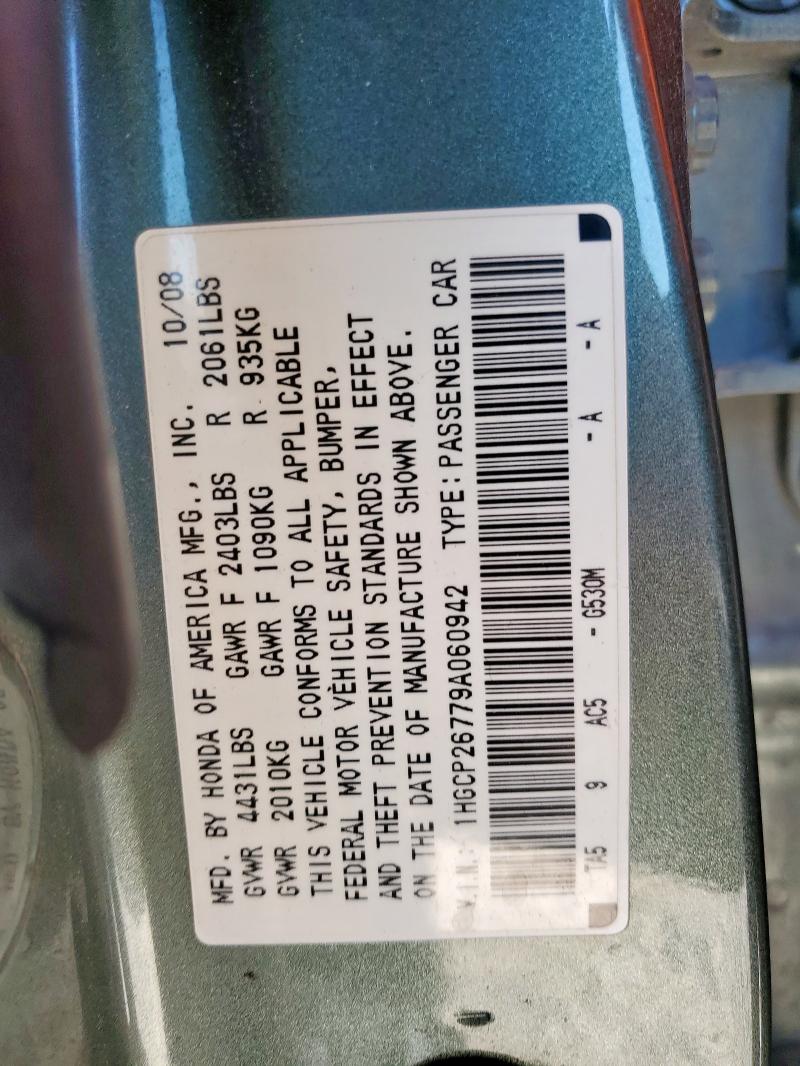 MFD. BY HONDA OF AMERICA MFG., INC. 10/08
GVWR 4431LBS GAWR F 2403LBS R 2061LBS
GVWR 2010KG GAWR F 1090KG R 935KG
THIS VEHICLE CONFORMS TO ALL APPLICABLE
FEDERAL MOTOR VEHICLE SAFETY, BUMPER,
AND THEFT PREVENTION STANDARDS IN EFFECT
ON THE DATE OF MANUFACTURE SHOWN ABOVE.
V.I.N.: 1HGCP26779A060942 TYPE: PASSENGER CAR
TA5 9 AC5 - G530M - A - A